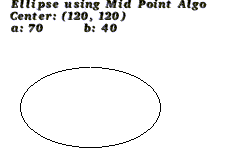 Ellipse using Mid Point Algo
Center: (120, 120)
a: 70 b: 40